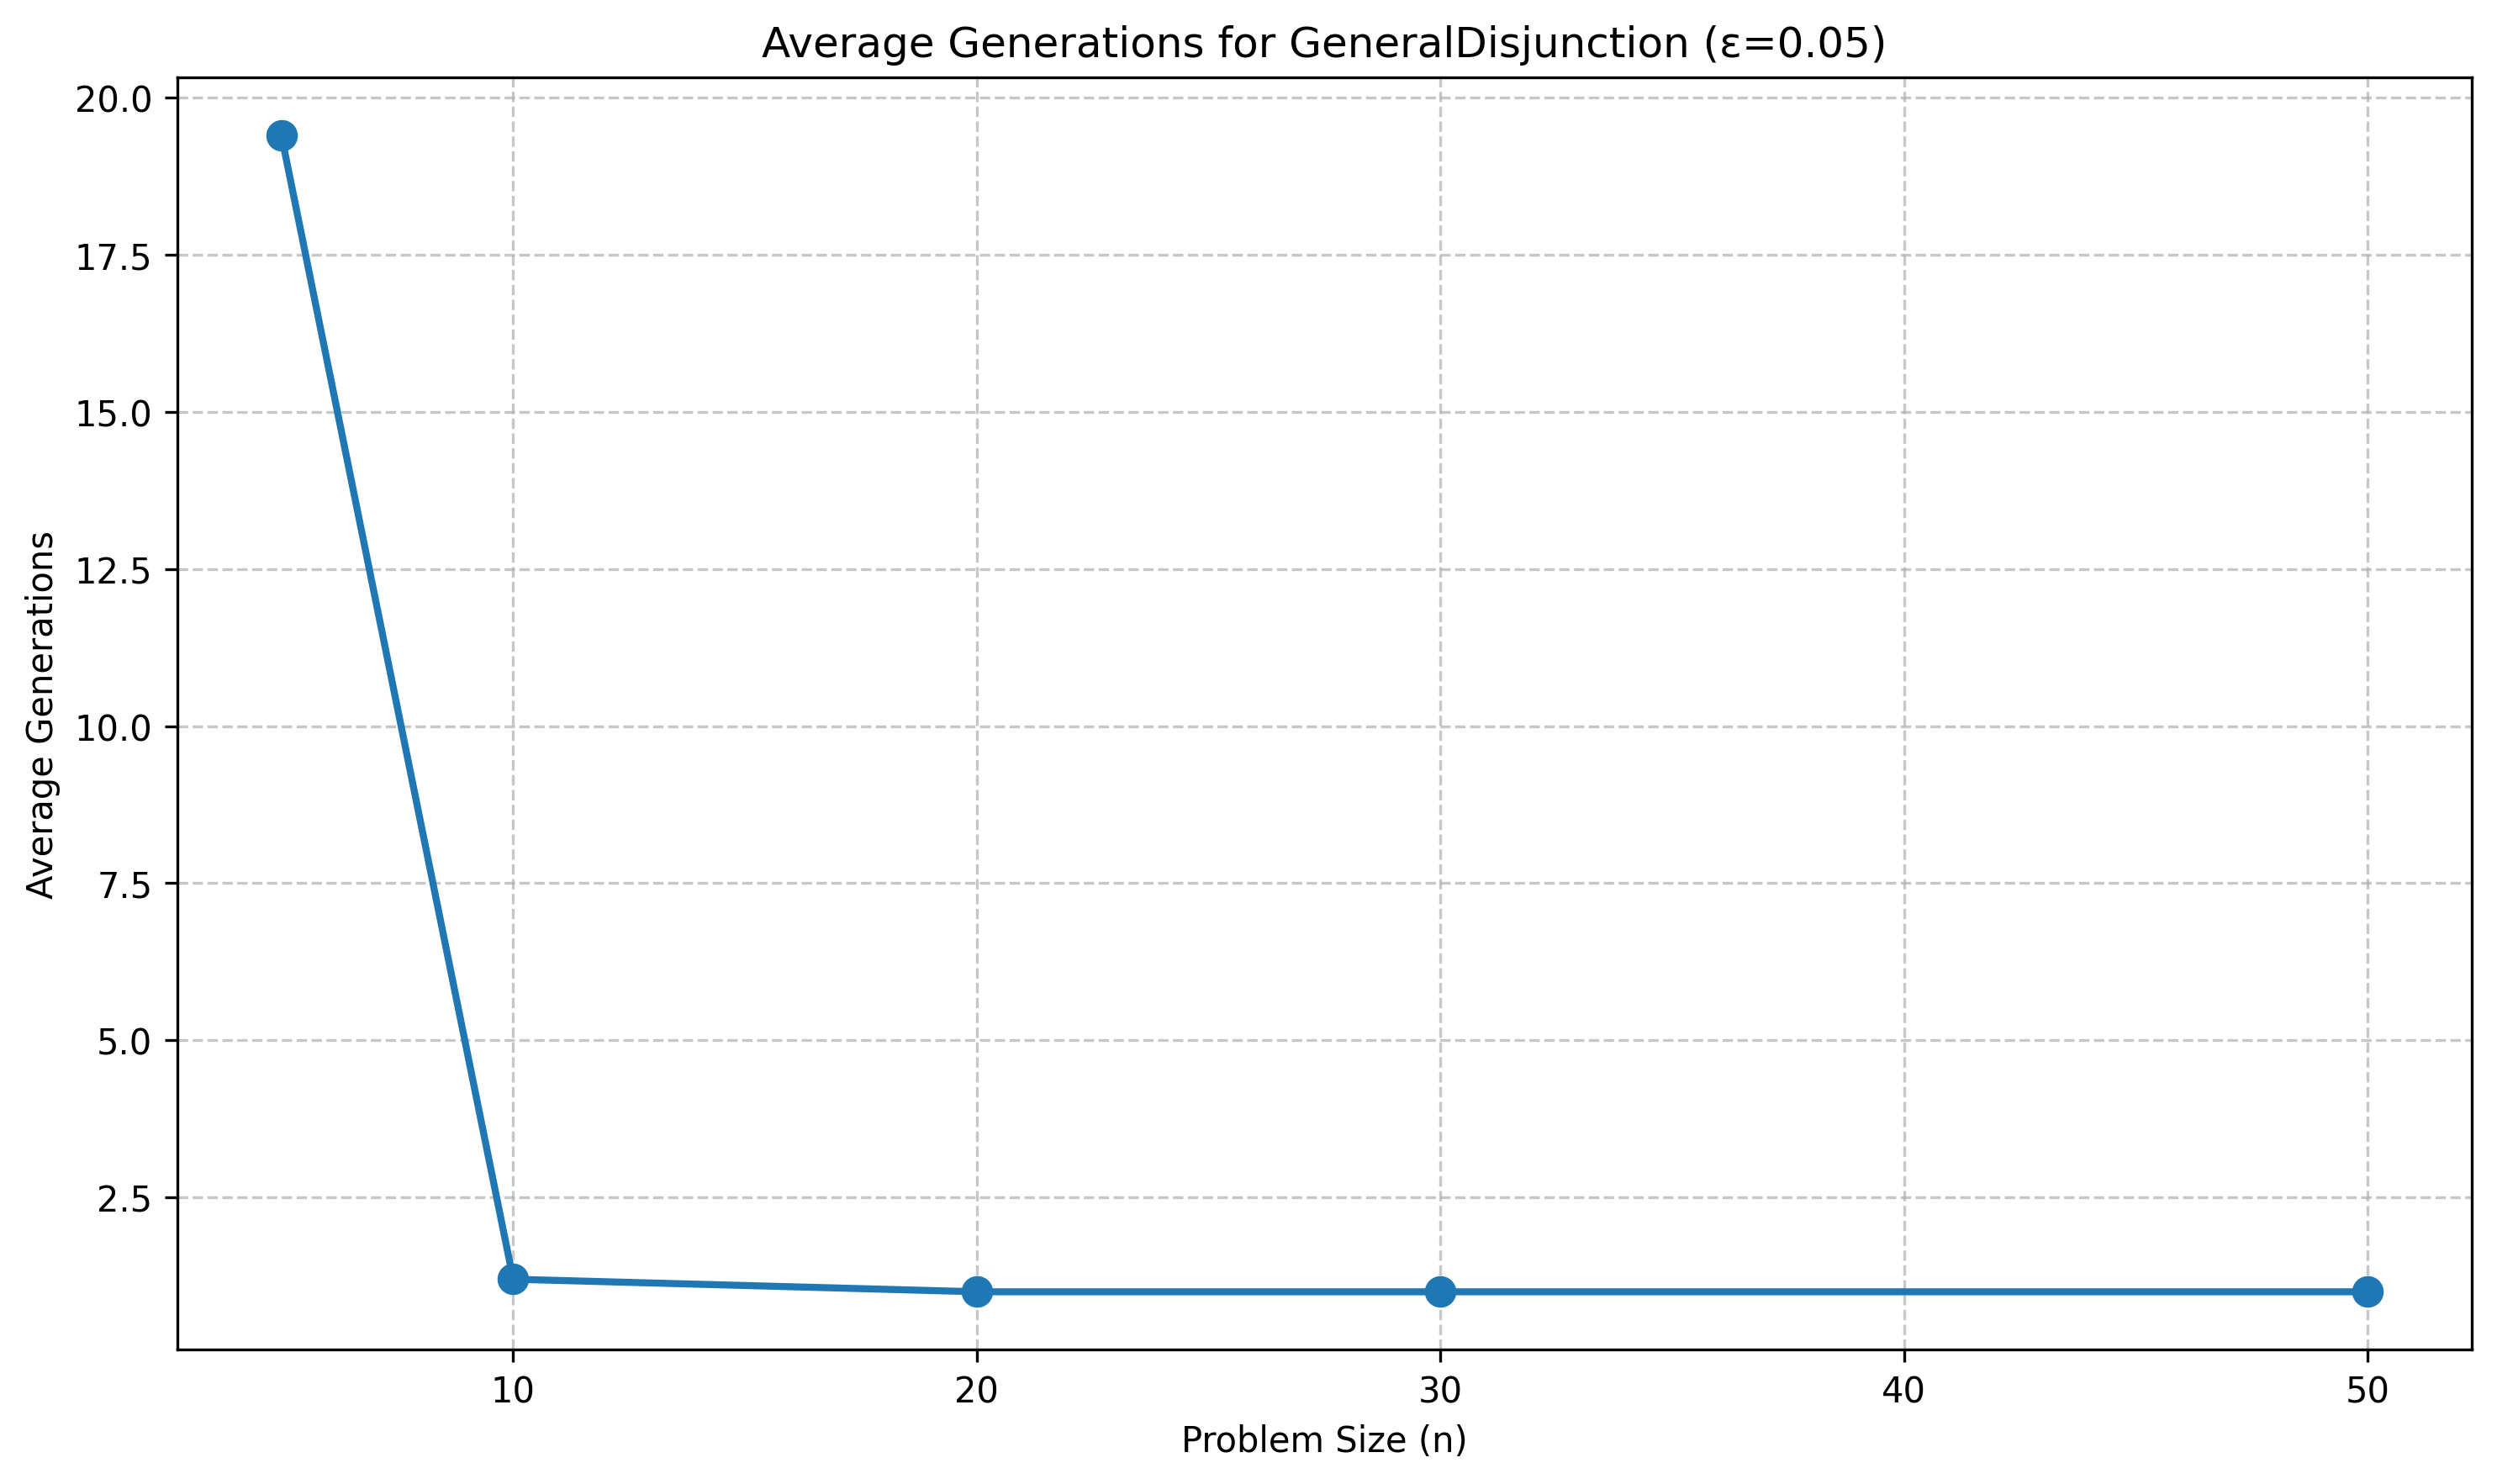 Average Generations for GeneralDisjunction (ε=0.05)
20.0
17.5
15.0
12.5
10.0
7.5
5.0
2.5
Average Generations
10 20 30 40 50
Problem Size (n)